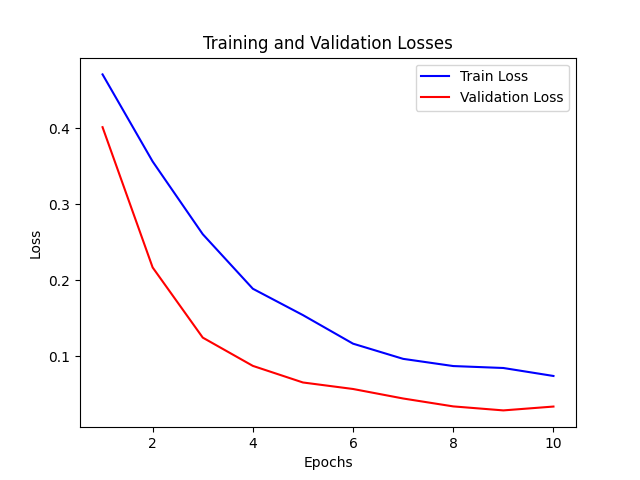 Training and Validation Losses
Train Loss
Validation Loss
Loss
0.4
0.3
0.2
0.1
2 4 6 8 10
Epochs